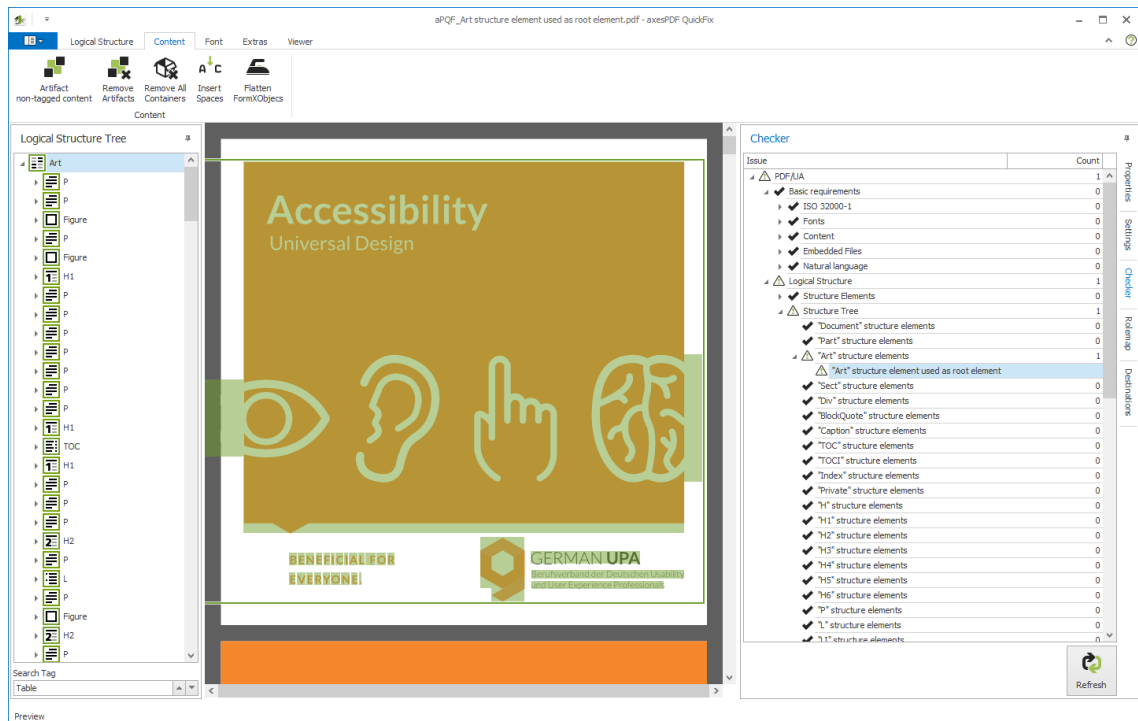 aPQF_Art structure element used as root element.pdf - axesPDF QuickFix
Logical Structure
Content
Font
Extras
Viewer
Artifact
non-tagged content
Remove
Artifacts
Remove All
Containers
Insert
Spaces
Flatten
FormXObjecs
Content
Logical Structure Tree
Art
P
P
Figure
P
Figure
H1
P
P
P
P
P
P
P
H1
TOC
H1
P
P
P
H2
P
L
P
Figure
H2
P
Search Tag
Table
Preview
Accessibility
Universal Design
BENEFICIAL FOR
EVERYONE.
GERMAN UPA
Berufsverband der Deutschen Usability
und User Experience Professionals
Checker
Issue Count
PDF/UA 1
Basic requirements 0
ISO 32000-1 0
Fonts 0
Content 0
Embedded Files 0
Natural language 0
Logical Structure 1
Structure Elements 0
Structure Tree 1
"Document" structure elements 0
"Part" structure elements 0
"Art" structure elements 1
"Art" structure element used as root element
"Sect" structure elements 0
"Div" structure elements 0
"BlockQuote" structure elements 0
"Caption" structure elements 0
"TOC" structure elements 0
"TOCI" structure elements 0
"Index" structure elements 0
"Private" structure elements 0
"H" structure elements 0
"H1" structure elements 0
"H2" structure elements 0
"H3" structure elements 0
"H4" structure elements 0
"H5" structure elements 0
"H6" structure elements 0
"P" structure elements 0
"L" structure elements 0
"LI" structure elements 0
Refresh
Properties
Settings
Checker
Rolemap
Destinations